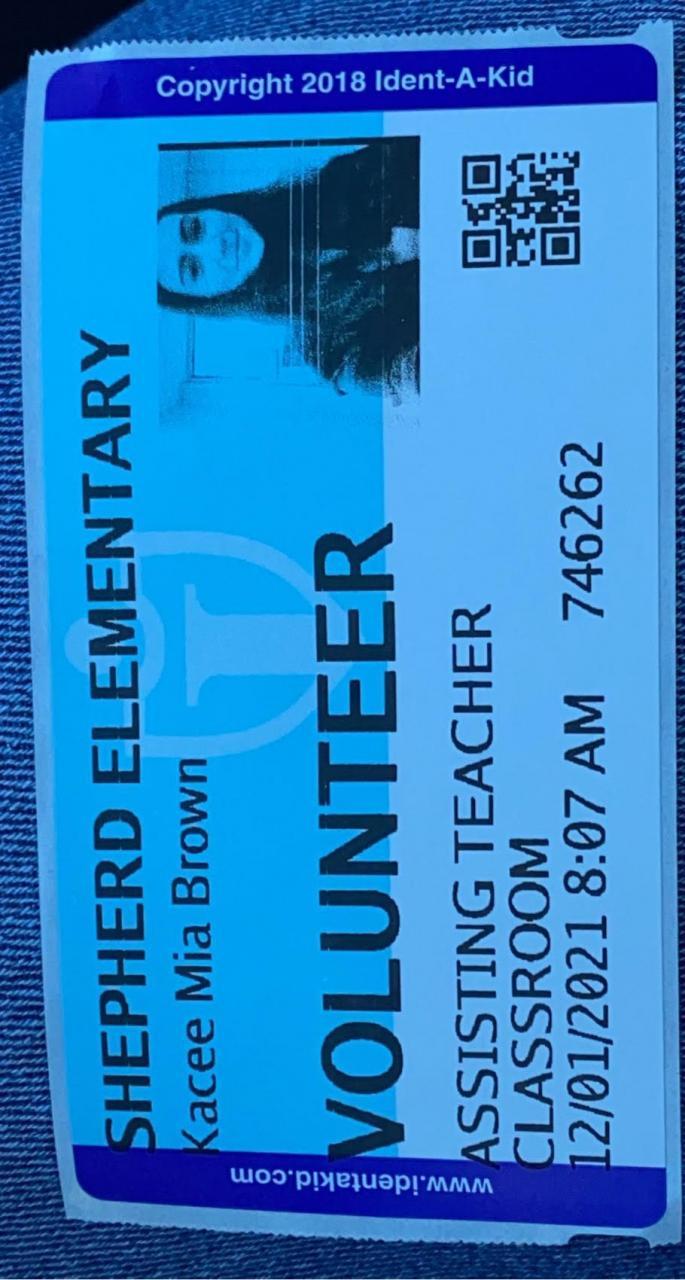 Copyright 2018 Ident-A-Kid
SHEPHERD ELEMENTARY
Kacee Mia Brown
VOLUNTEER
ASSISTING TEACHER
CLASSROOM
12/01/2021 8:07 AM 746262
www.identakid.com